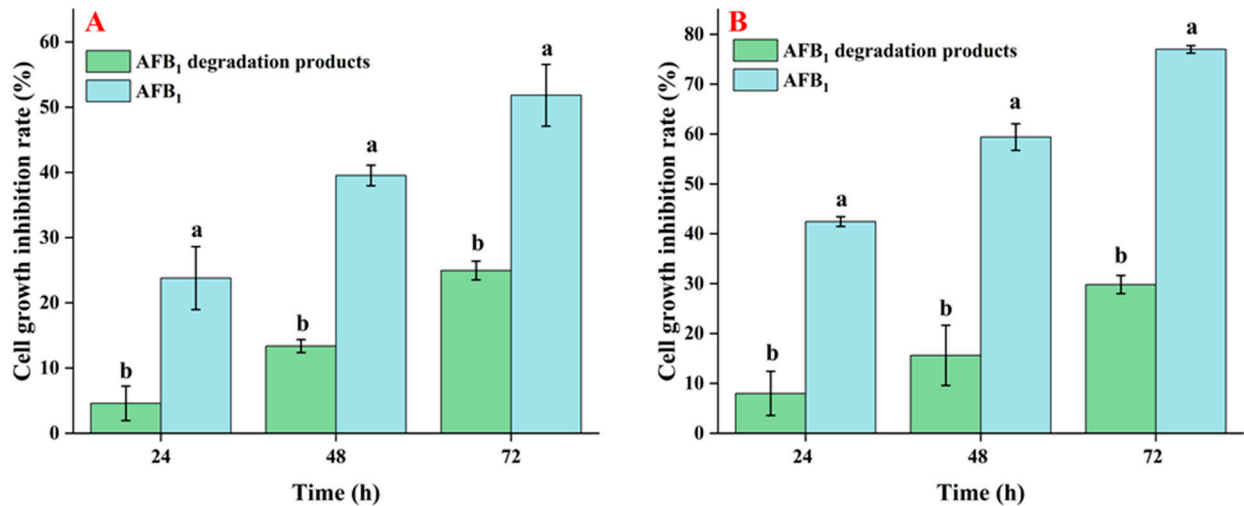 A
AFB₁ degradation products
AFB₁
Cell growth inhibition rate (%)
60
50
40
30
20
10
0
b
a
b
a
b
a
24
48
72
Time (h)
B
AFB₁ degradation products
AFB₁
Cell growth inhibition rate (%)
80
70
60
50
40
30
20
10
0
b
a
b
a
b
a
24
48
72
Time (h)